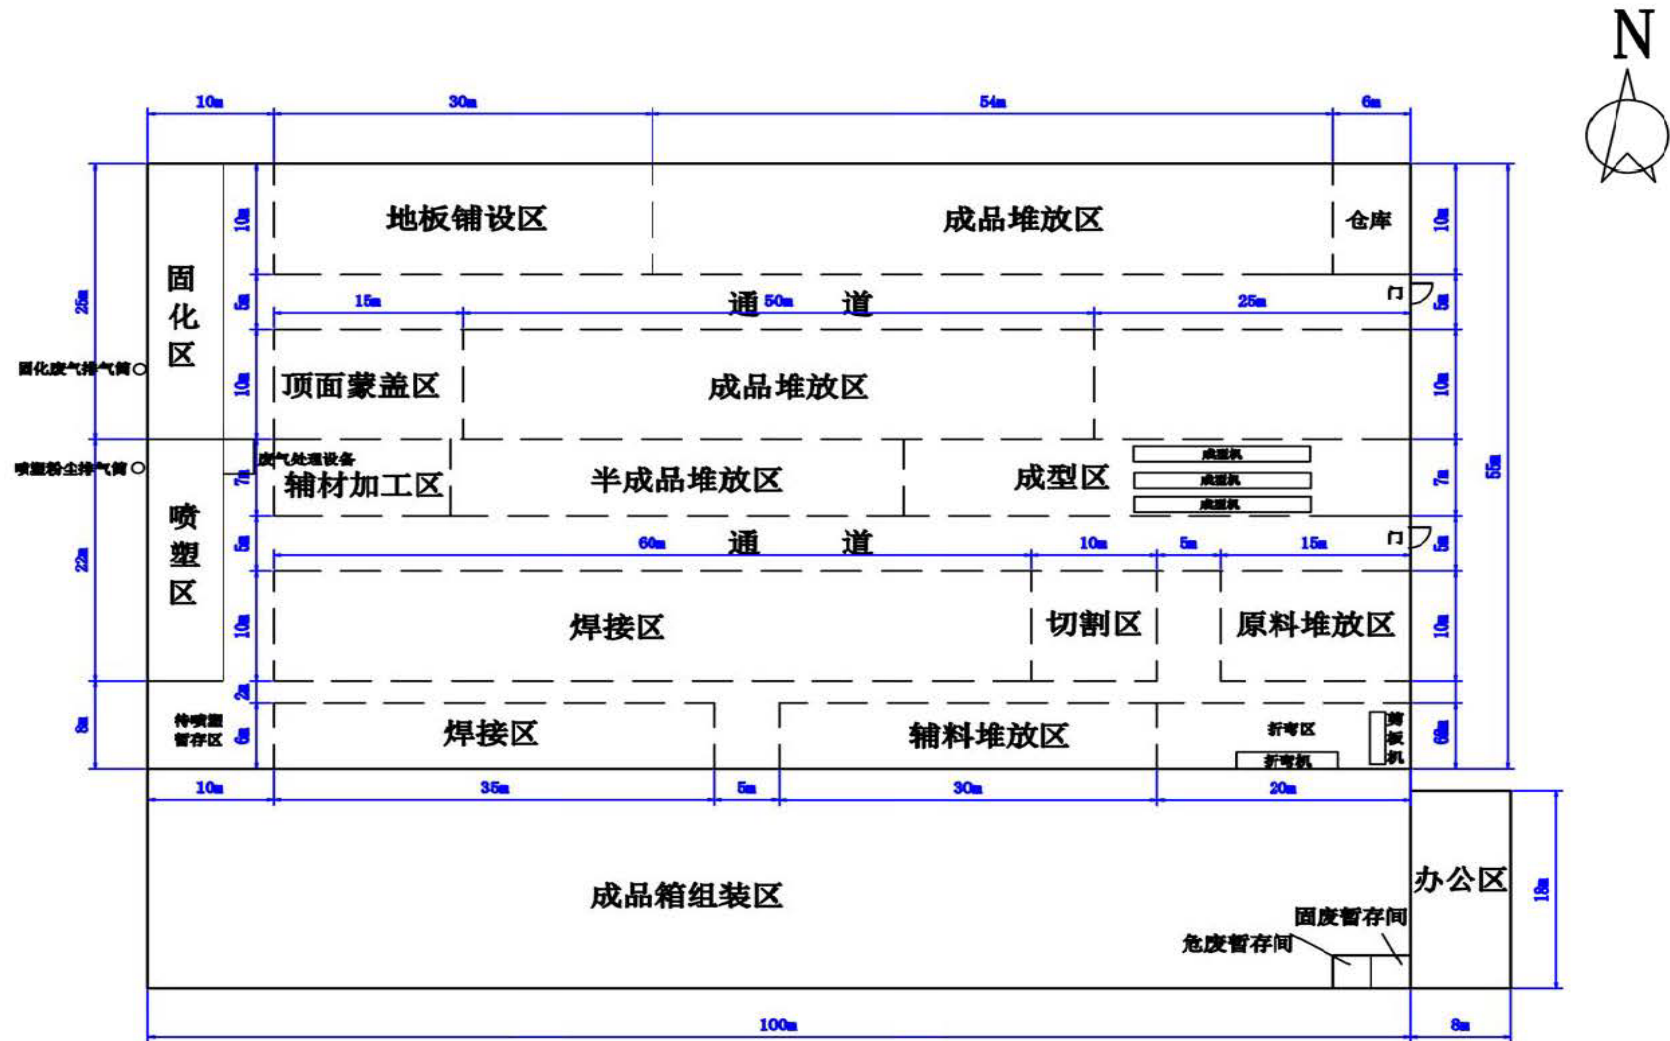 N
10m
30m
54m
6m
地板铺设区
成品堆放区
仓库
10m
10m
固化区
25m
5m
15m
通道
50m
25m
门
5m
固化废气排气筒
10m
顶面蒙盖区
成品堆放区
10m
55m
喷塑粉尘排气筒
废气处理设备
7m
辅材加工区
半成品堆放区
成型区
成型机
成型机
成型机
7m
喷塑区
22m
5m
60m
通道
10m
5m
15m
门
5m
10m
焊接区
切割区
原料堆放区
10m
2m
8m
待喷塑
暂存区
6m
焊接区
辅料堆放区
折弯区
折弯机
剪板机
10m
35m
5m
30m
20m
成品箱组装区
办公区
18m
固废暂存间
危废暂存间
100m
8m